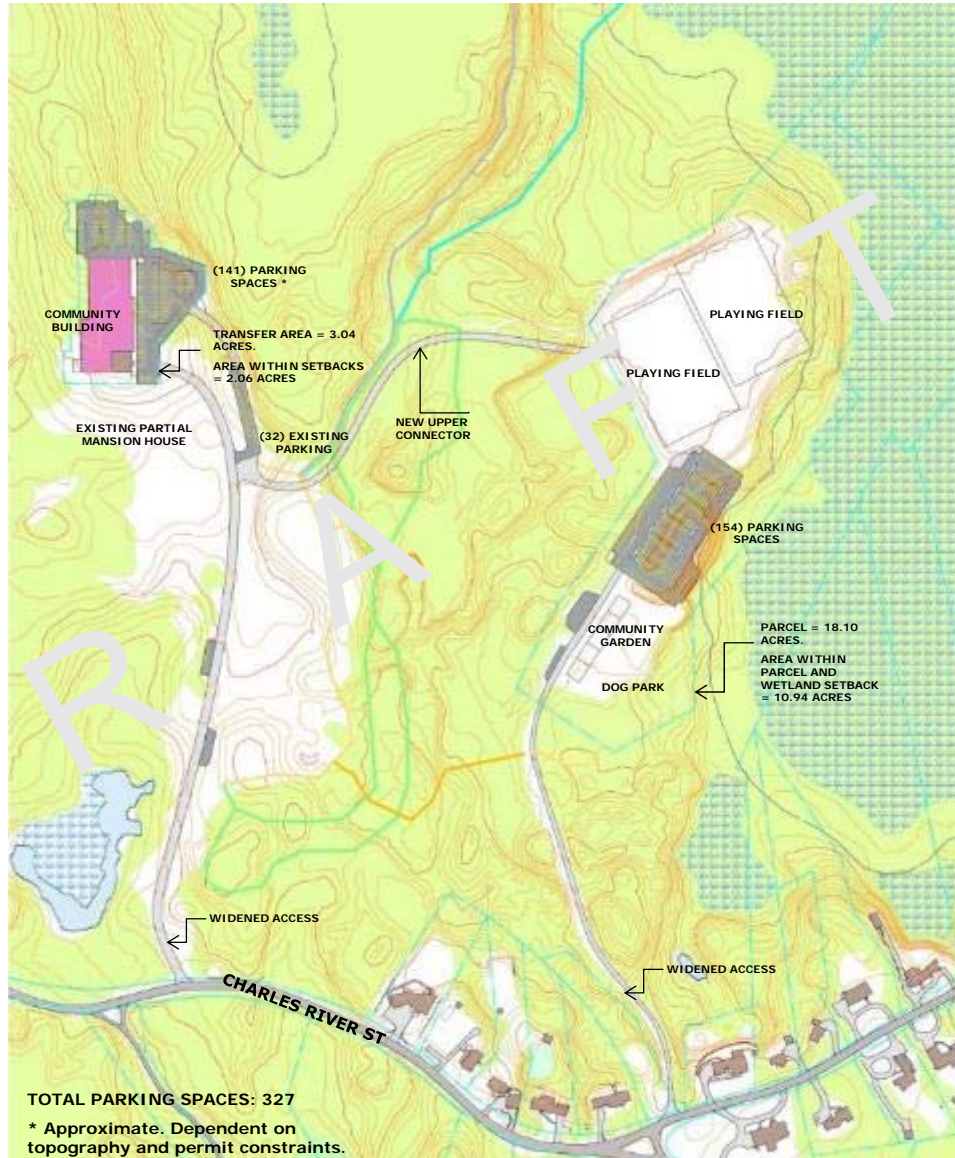 (141) PARKING
SPACES *
COMMUNITY
BUILDING
TRANSFER AREA = 3.04
ACRES.
AREA WITHIN SETBACKS
= 2.06 ACRES
EXISTING PARTIAL
MANSION HOUSE
(32) EXISTING
PARKING
NEW UPPER
CONNECTOR
PLAYING FIELD
PLAYING FIELD
(154) PARKING
SPACES
COMMUNITY
GARDEN
DOG PARK
PARCEL = 18.10
ACRES.
AREA WITHIN
PARCEL AND
WETLAND SETBACK
= 10.94 ACRES
R A F T
WIDENED ACCESS
WIDENED ACCESS
CHARLES RIVER ST
TOTAL PARKING SPACES: 327
* Approximate. Dependent on
topography and permit constraints.